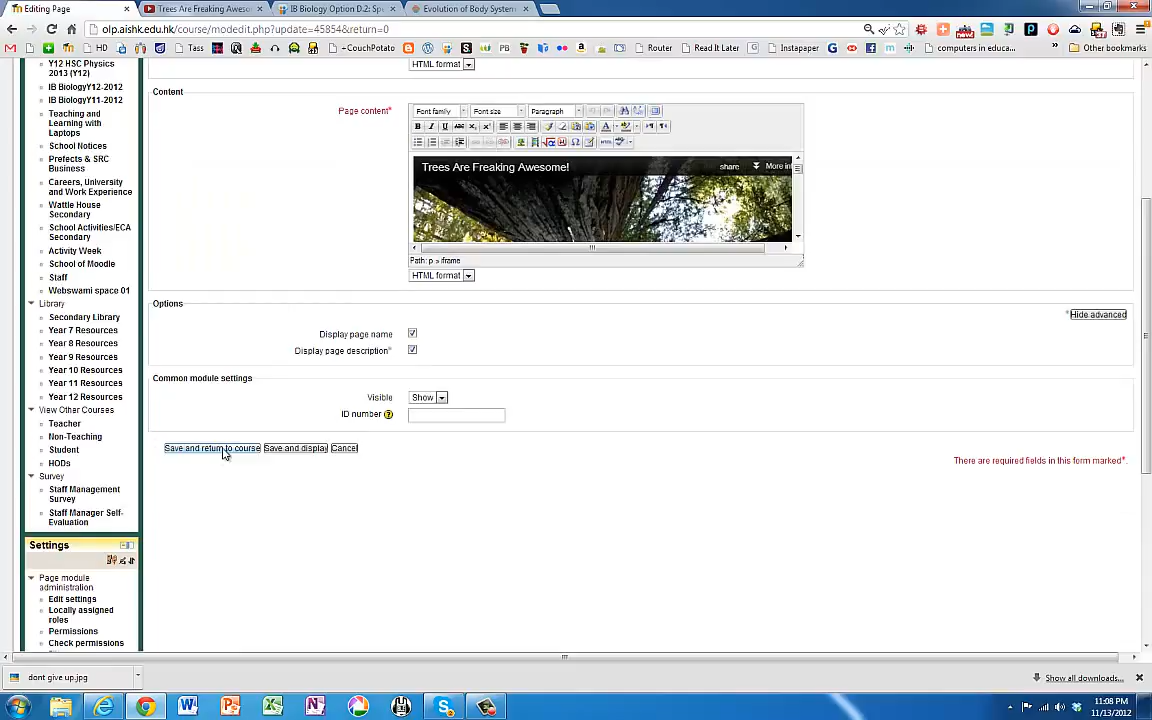 Editing Page
Trees Are Freaking Aweso
IB Biology Option D.2: Spe
Evolution of Body System
olp.aishk.edu.hk/course/modedit.php?update=45854&return=0
HD
Tass
+CouchPotato
PB
Router
Read It Later
Instapaper
computers in educa...
Other bookmarks
Y12 HSC Physics
2013 (Y12)
IB BiologyY12-2012
IB BiologyY11-2012
Teaching and
Learning with
Laptops
School Notices
Prefects & SRC
Business
Careers, University
and Work Experience
Wattle House
Secondary
School Activities/ECA
Secondary
Activity Week
School of Moodle
Staff
Webswami space 01
Library
Secondary Library
Year 7 Resources
Year 8 Resources
Year 9 Resources
Year 10 Resources
Year 11 Resources
Year 12 Resources
View Other Courses
Teacher
Non-Teaching
Student
HODs
Survey
Staff Management
Survey
Staff Manager Self-
Evaluation
Settings
Page module
administration
Edit settings
Locally assigned
roles
Permissions
Check permissions
HTML format
Content
Page content*
Font family
Font size
Paragraph
Trees Are Freaking Awesome!
share
More in
Path: p » iframe
HTML format
Options
* Hide advanced
Display page name
Display page description*
Common module settings
Visible
Show
ID number
Save and return to course
Save and display
Cancel
There are required fields in this form marked*.
dont give up.jpg
Show all downloads...
11:08 PM
11/13/2012